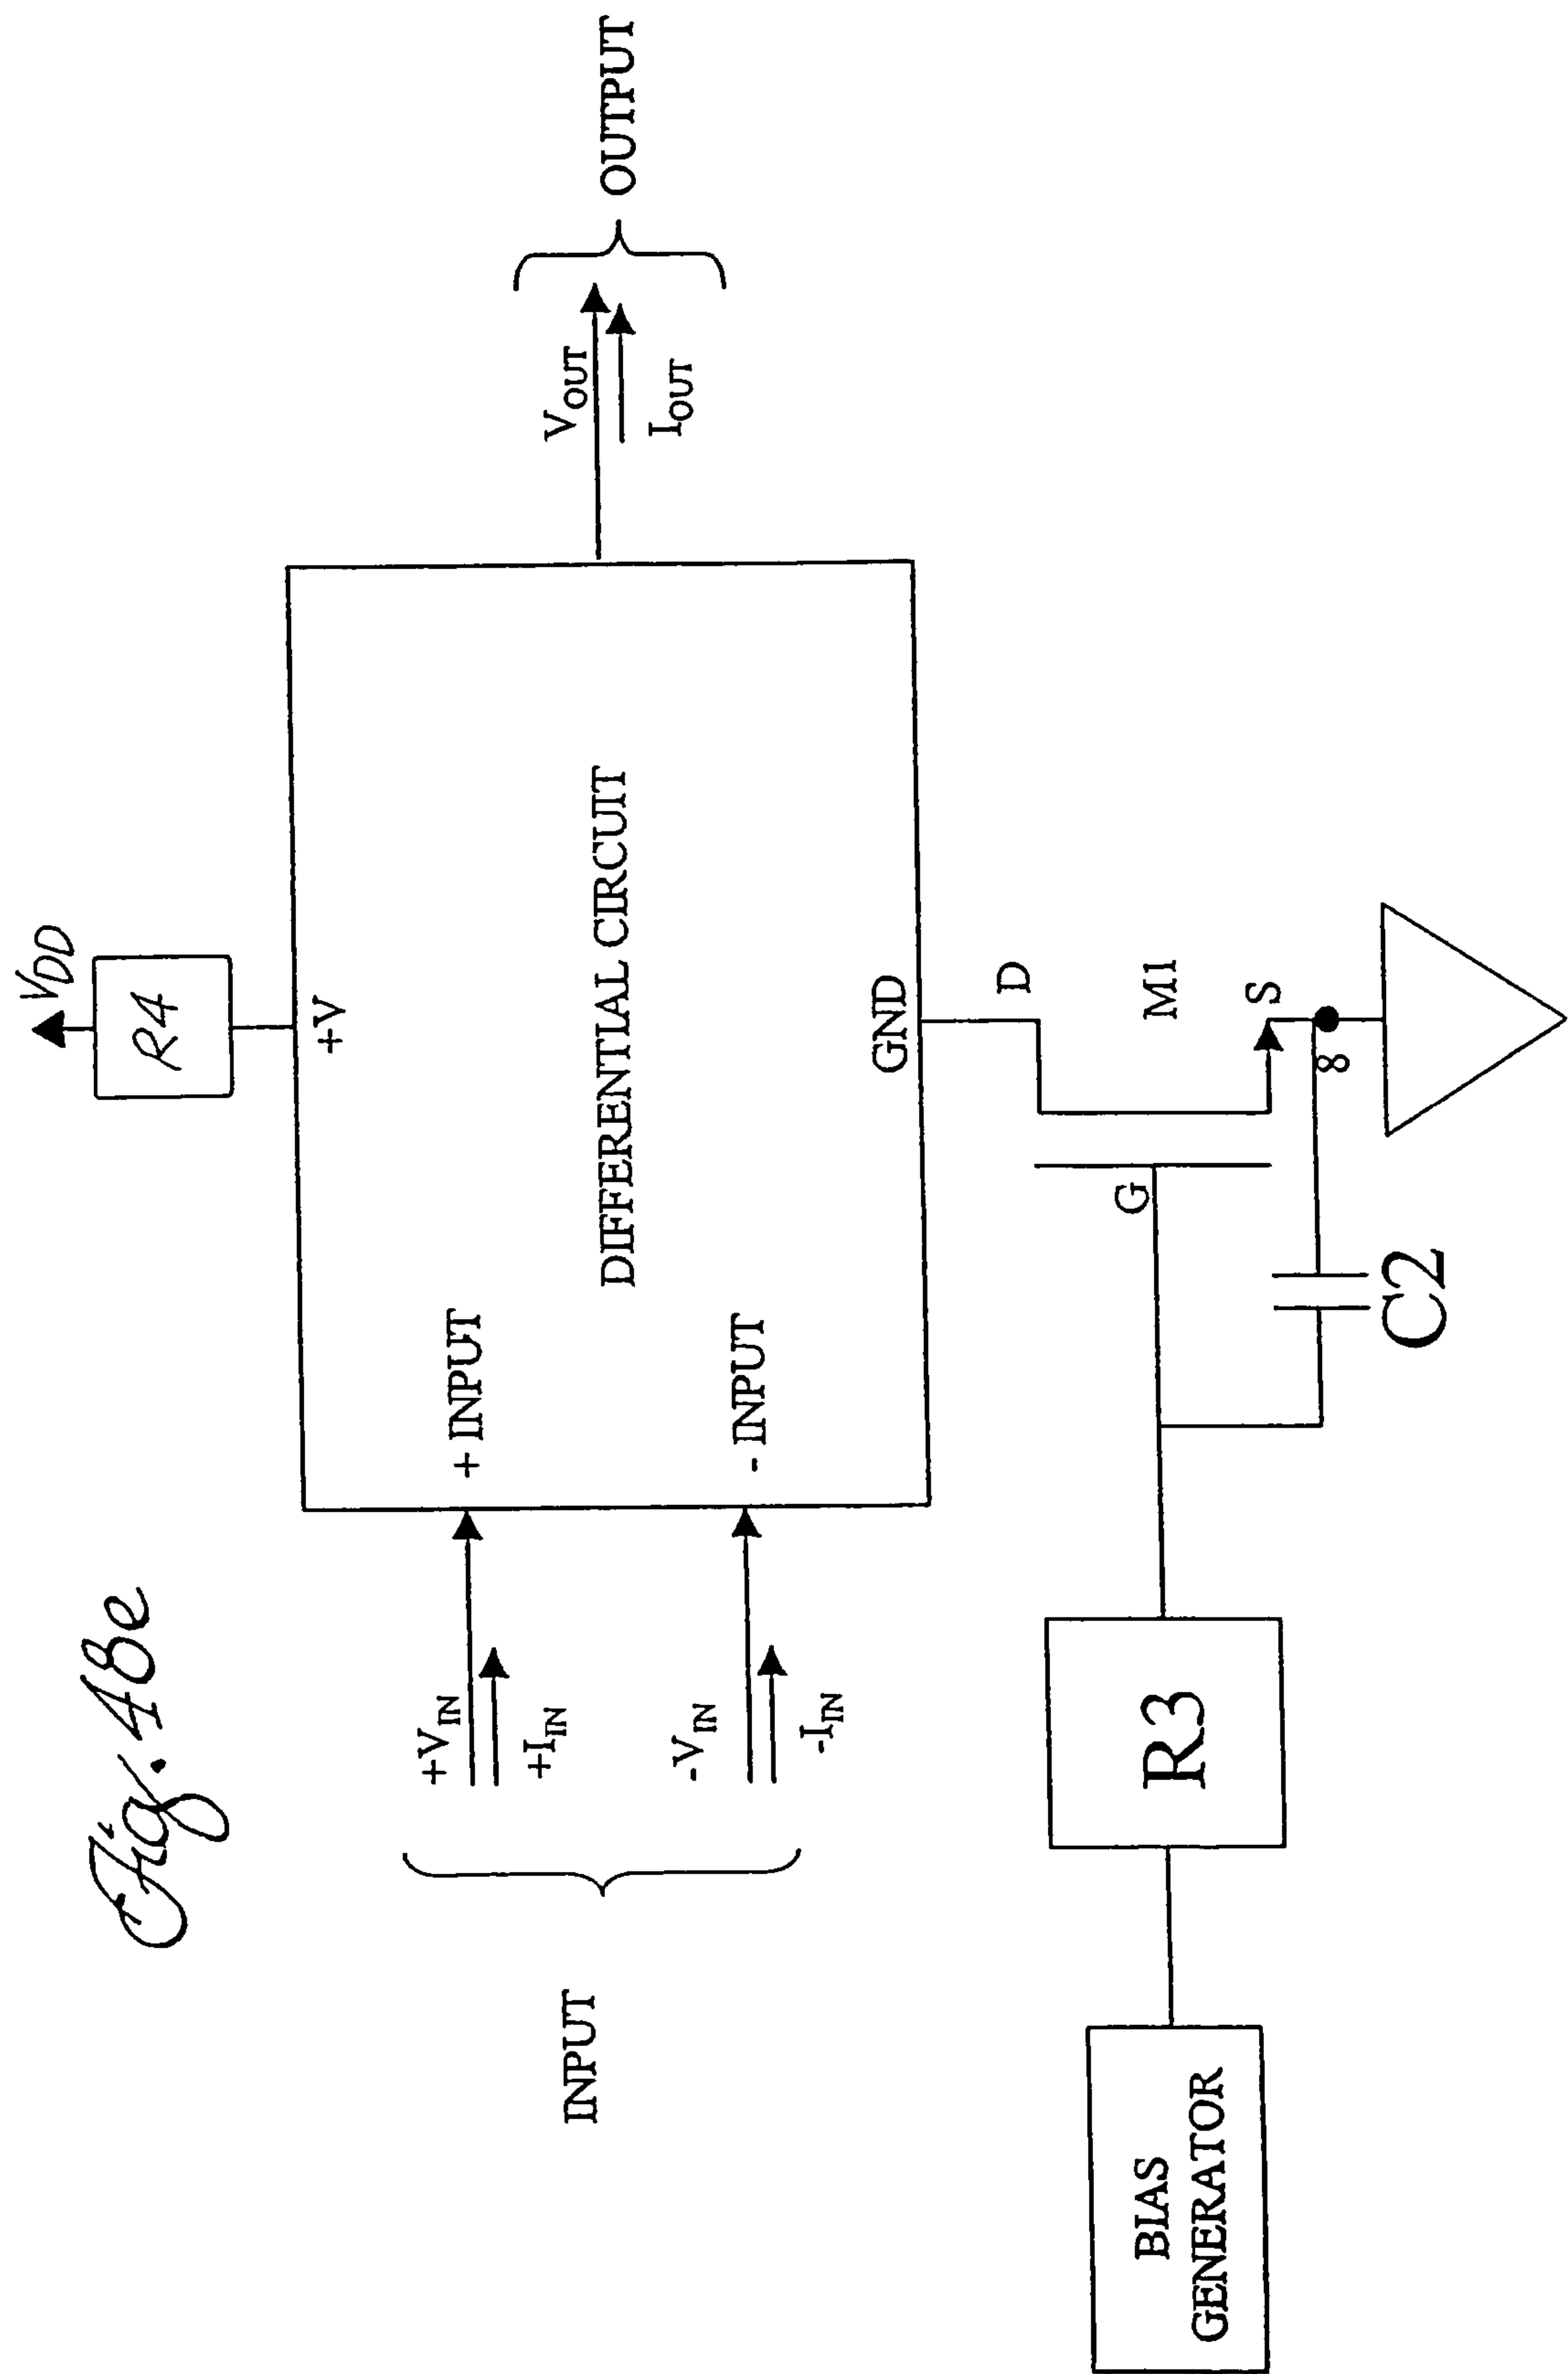 Fig. 48e
VDD
R4
+V
INPUT
+VIN
+IIN
-VIN
-IIN
+ INPUT
- INPUT
DIFFERENTIAL CIRCUIT
VOUT
IOUT
OUTPUT
GND
D
G
M1
S
8
C2
R3
BIAS
GENERATOR